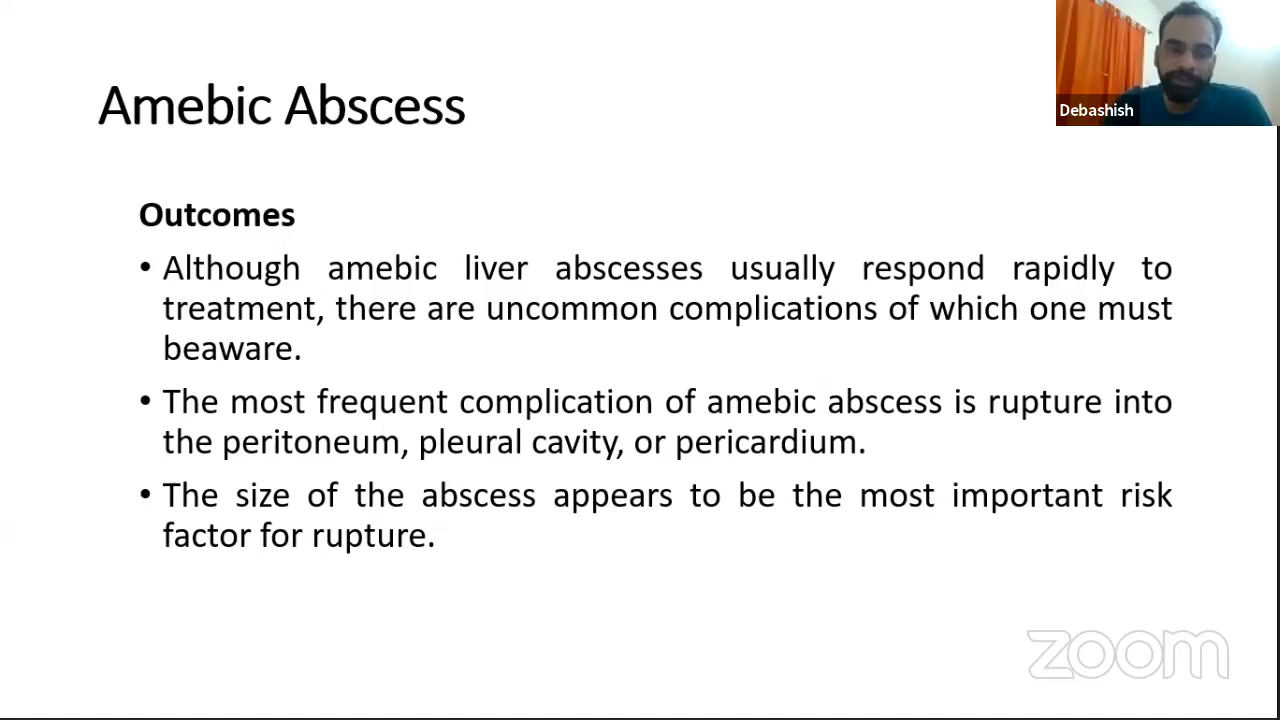 Amebic Abscess
Debashish
Outcomes
• Although amebic liver abscesses usually respond rapidly to
treatment, there are uncommon complications of which one must
beaware.
• The most frequent complication of amebic abscess is rupture into
the peritoneum, pleural cavity, or pericardium.
• The size of the abscess appears to be the most important risk
factor for rupture.
zoom